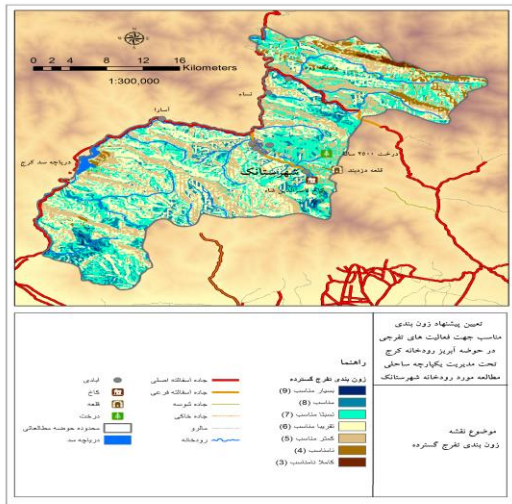 0 2 4 8 12 16
Kilometers
1:300,000
نساء
آسارا
دریاچه سد کرج
شهرستانک
درخت ۲۵۰۰ ساله
قلعه دزدبند
تعیین پیشنهاد زون بندی
مناسب جهت فعالیت های تفرجی
در حوضه آبریز رودخانه کرج
تحت مدیریت یکپارچه ساحلی
مطالعه مورد رودخانه شهرستانک
موضوع نقشه
زون بندی تفرج گسترده
راهنما
زون بندی تفرج گسترده
بسیار مناسب (9)
مناسب (8)
نسبتا مناسب (7)
تقریبا مناسب (6)
کمتر مناسب (5)
نامناسب (4)
کاملا نامناسب (3)
جاده اسفالته اصلی
جاده اسفالته فرعی
جاده شوسه
جاده خاکی
مالرو
رودخانه
آبادی
کاخ
قلعه
درخت
محدوده حوضه مطالعاتی
دریاچه سد